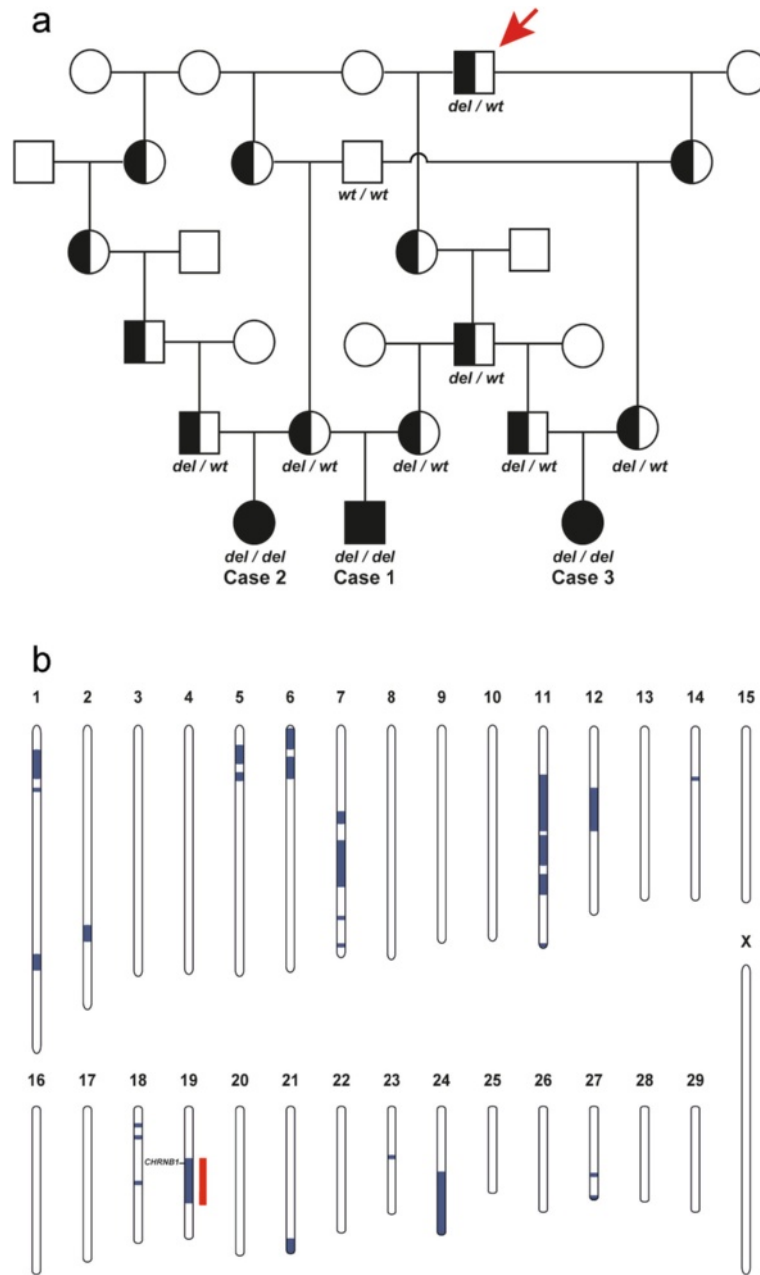 a
del / wt
wt / wt
del / wt
del / wt del / wt del / wt del / wt del / wt
del / del del / del del / del
Case 2 Case 1 Case 3
b
1 2 3 4 5 6 7 8 9 10 11 12 13 14 15
X
16 17 18 19 20 21 22 23 24 25 26 27 28 29
CHRNB1